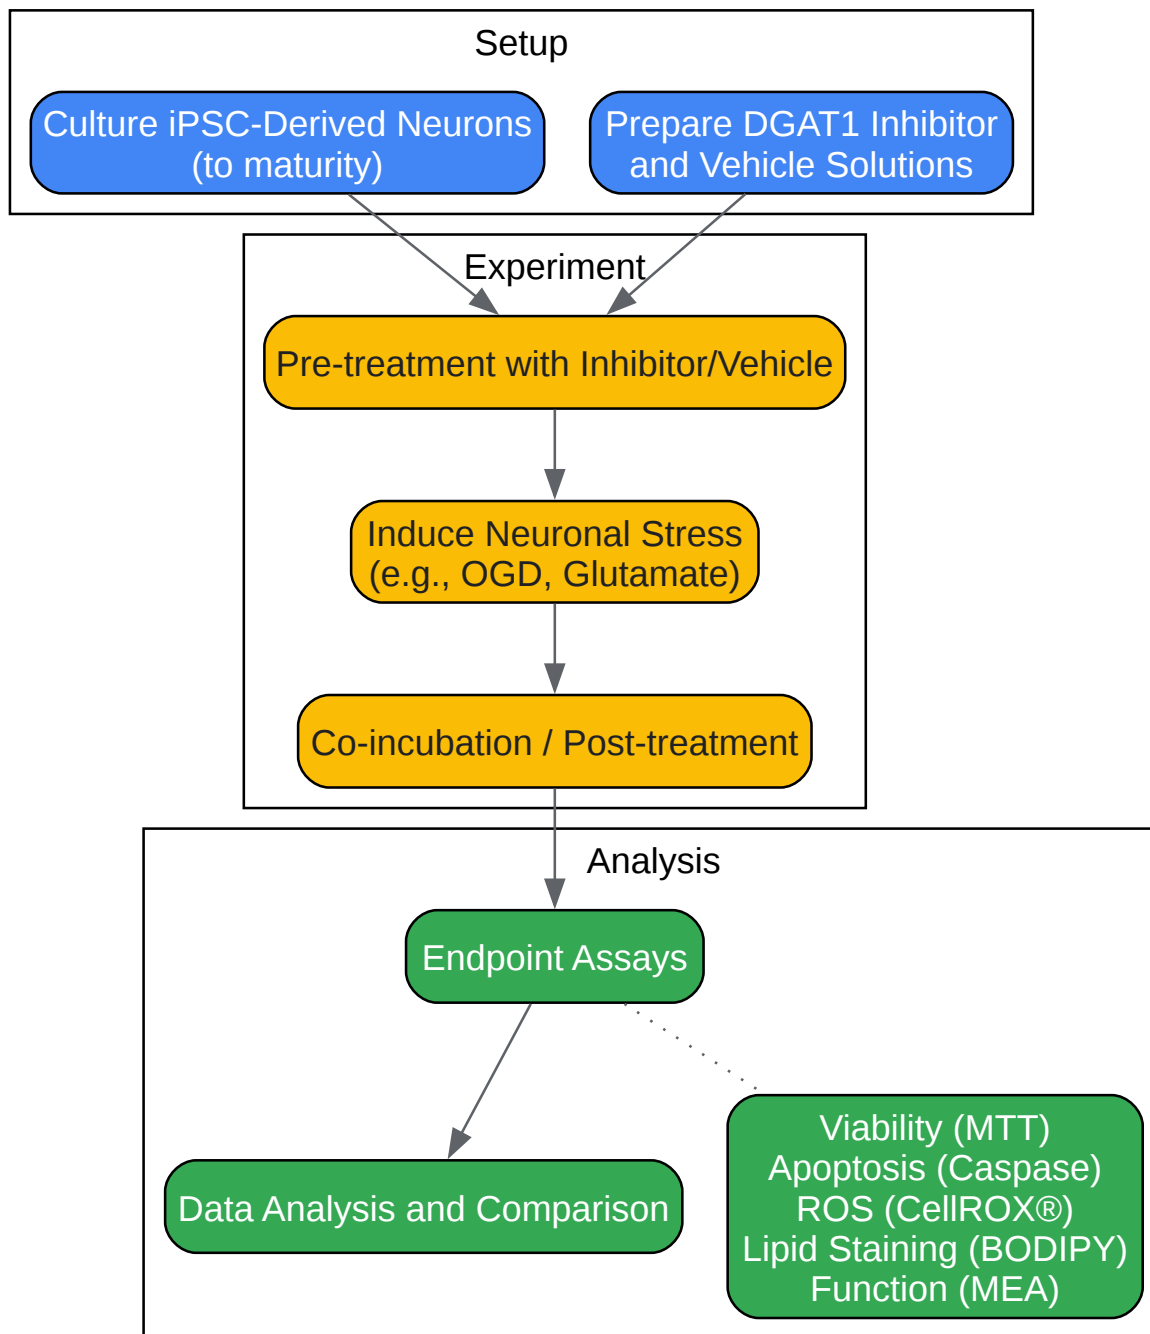 Setup
Culture iPSC-Derived Neurons
(to maturity)
Prepare DGAT1 Inhibitor
and Vehicle Solutions
Experiment
Pre-treatment with Inhibitor/Vehicle
Induce Neuronal Stress
(e.g., OGD, Glutamate)
Co-incubation / Post-treatment
Analysis
Endpoint Assays
Data Analysis and Comparison
Viability (MTT)
Apoptosis (Caspase)
ROS (CellROX®)
Lipid Staining (BODIPY)
Function (MEA)